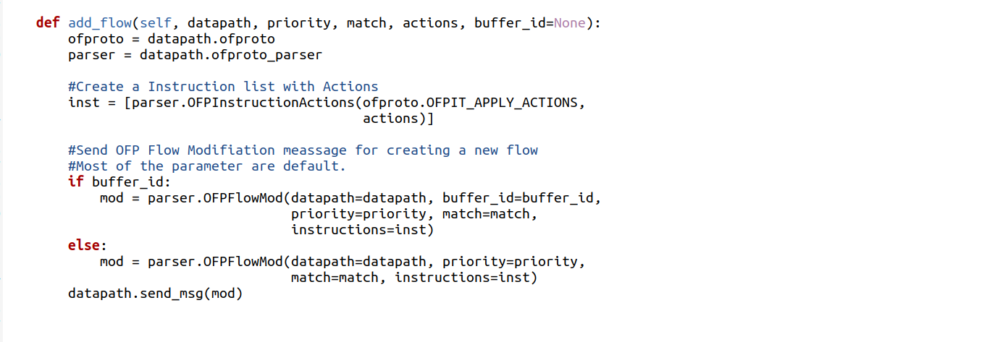 def add_flow(self, datapath, priority, match, actions, buffer_id=None):
    ofproto = datapath.ofproto
    parser = datapath.ofproto_parser

    #Create a Instruction list with Actions
    inst = [parser.OFPInstructionActions(ofproto.OFPIT_APPLY_ACTIONS,
                                         actions)]

    #Send OFP Flow Modifiation meassage for creating a new flow
    #Most of the parameter are default.
    if buffer_id:
        mod = parser.OFPFlowMod(datapath=datapath, buffer_id=buffer_id,
                                priority=priority, match=match,
                                instructions=inst)
    else:
        mod = parser.OFPFlowMod(datapath=datapath, priority=priority,
                                match=match, instructions=inst)
    datapath.send_msg(mod)